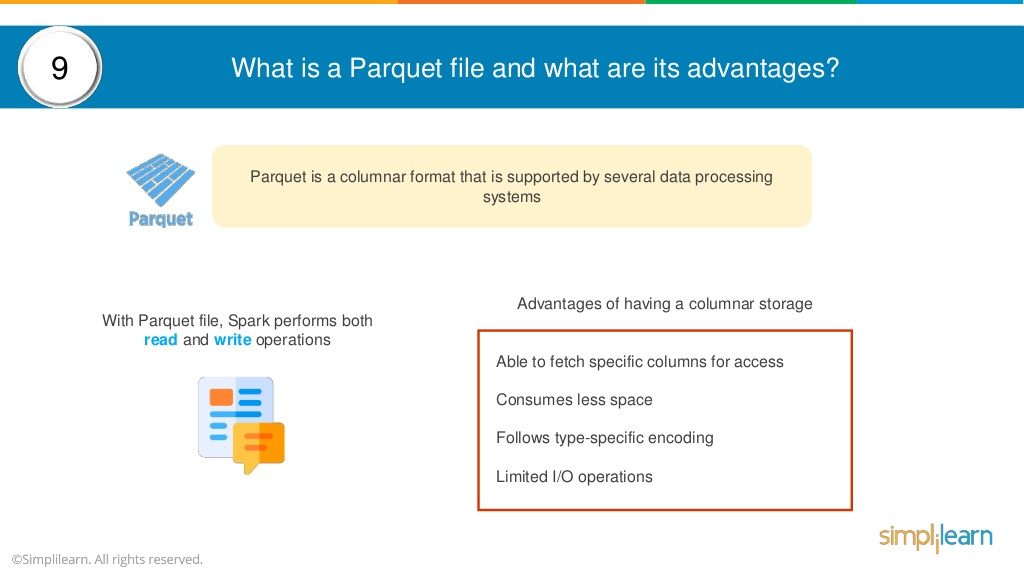 9
What is a Parquet file and what are its advantages?
Parquet is a columnar format that is supported by several data processing
systems
Parquet
With Parquet file, Spark performs both
read and write operations
Advantages of having a columnar storage
Able to fetch specific columns for access
Consumes less space
Follows type-specific encoding
Limited I/O operations
simplilearn
©Simplilearn. All rights reserved.